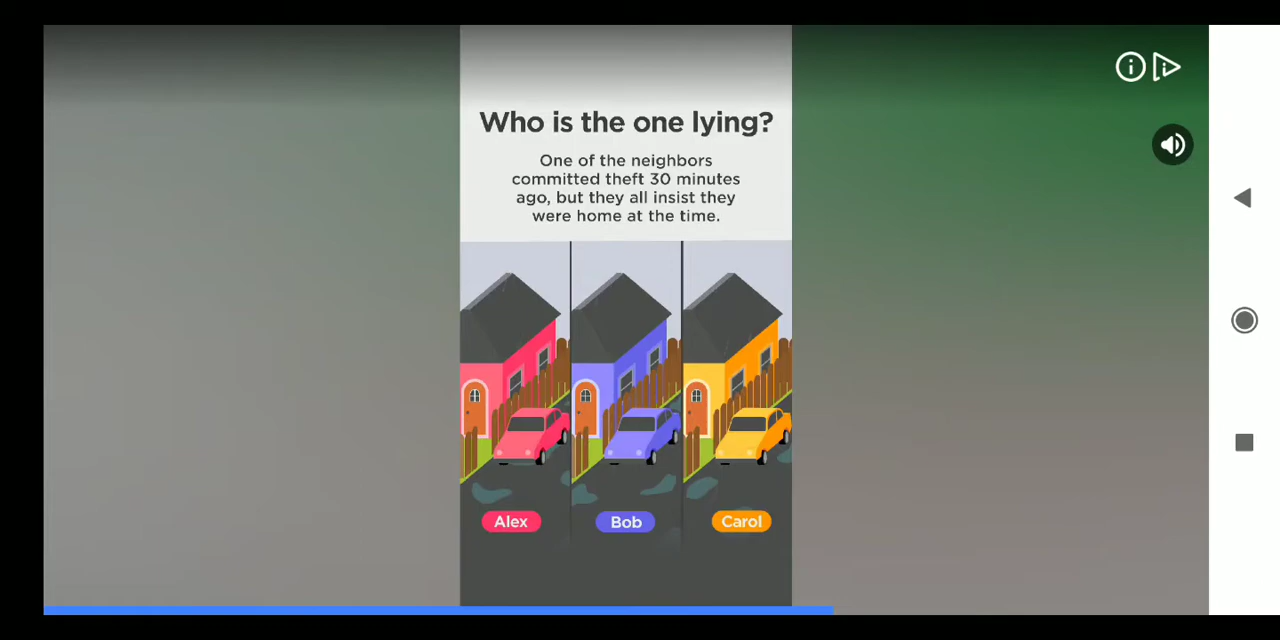 Who is the one lying?
One of the neighbors
committed theft 30 minutes
ago, but they all insist they
were home at the time.
Alex
Bob
Carol